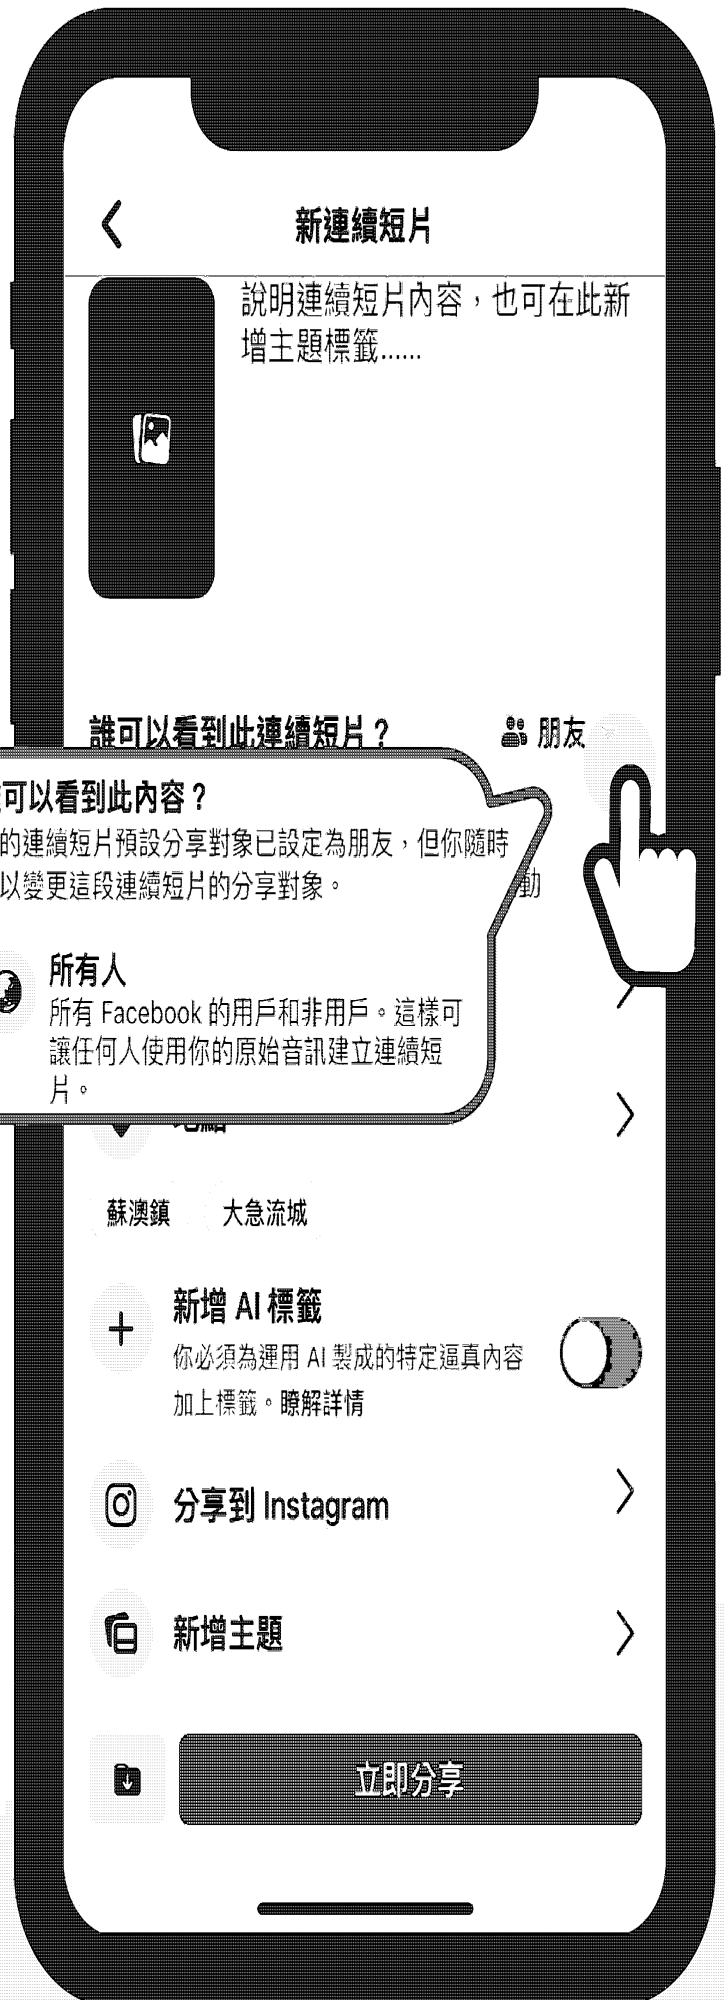 新連續短片
說明連續短片內容，也可在此新
增主題標籤......
誰可以看到此連續短片？
朋友
可以看到此內容？
的連續短片預設分享對象已設定為朋友，但你隨時
以變更這段連續短片的分享對象。
動
所有人
所有 Facebook 的用戶和非用戶。這樣可
讓任何人使用你的原始音訊建立連續短
片。
蘇澳鎮
大急流城
新增 AI 標籤
你必須為運用 AI 製成的特定逼真內容
加上標籤。瞭解詳情
分享到 Instagram
新增主題
立即分享